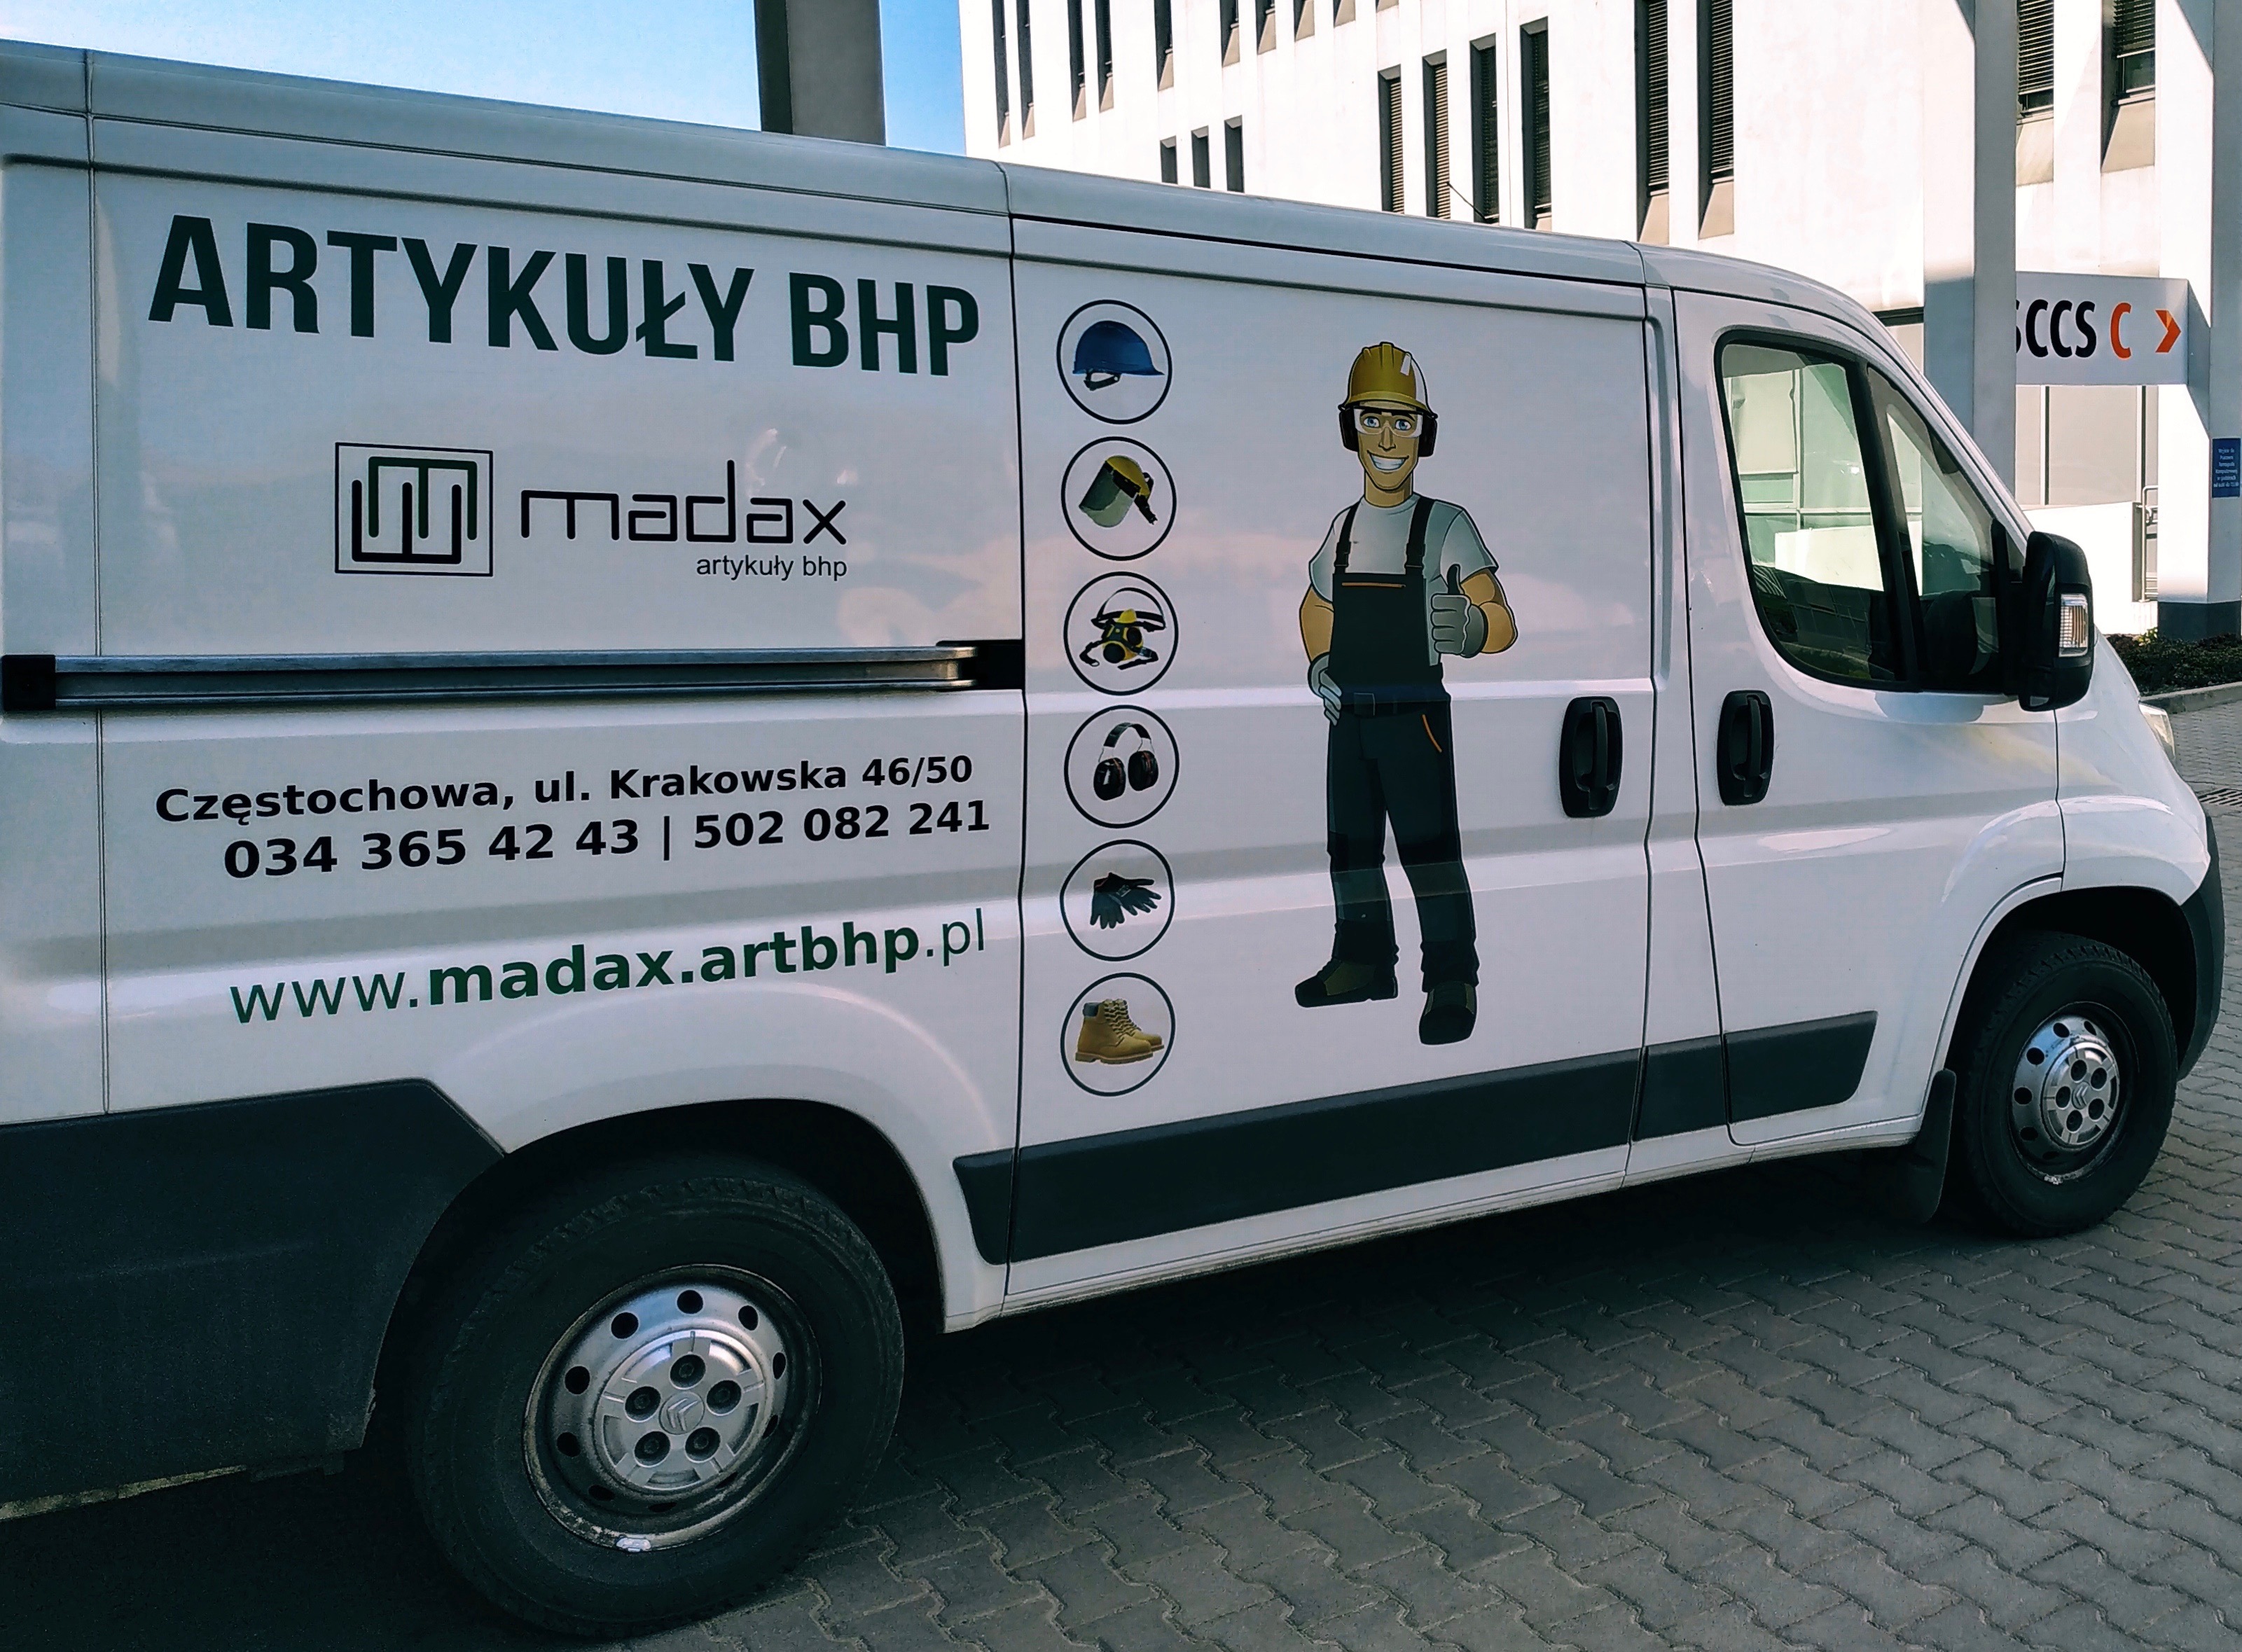 ARTYKUŁY BHP
madax
artykuły bhp
Częstochowa, ul. Krakowska 46/50
034 365 42 43 | 502 082 241
www.madax.artbhp.pl
CCS C